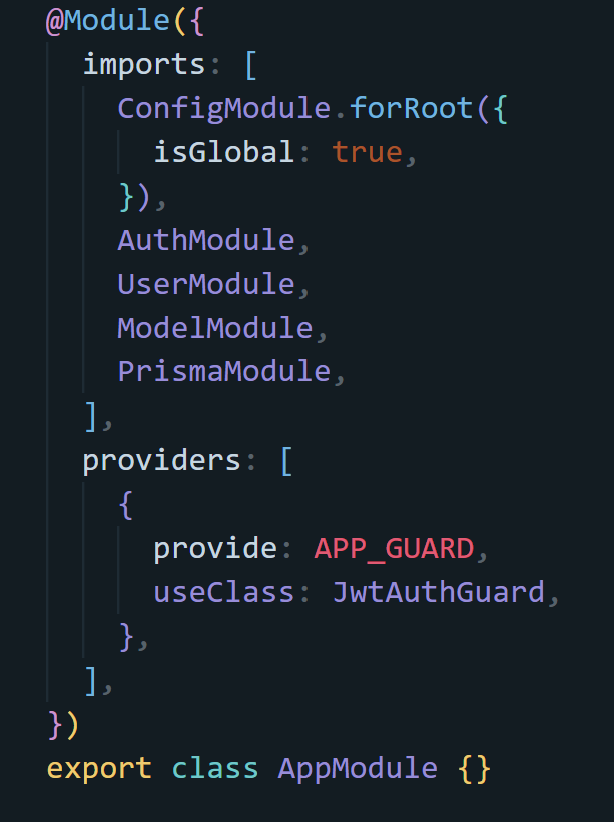 @Module({
  imports: [
    ConfigModule.forRoot({
      isGlobal: true,
    }),
    AuthModule,
    UserModule,
    ModelModule,
    PrismaModule,
  ],
  providers: [
    {
      provide: APP_GUARD,
      useClass: JwtAuthGuard,
    },
  ],
})
export class AppModule {}